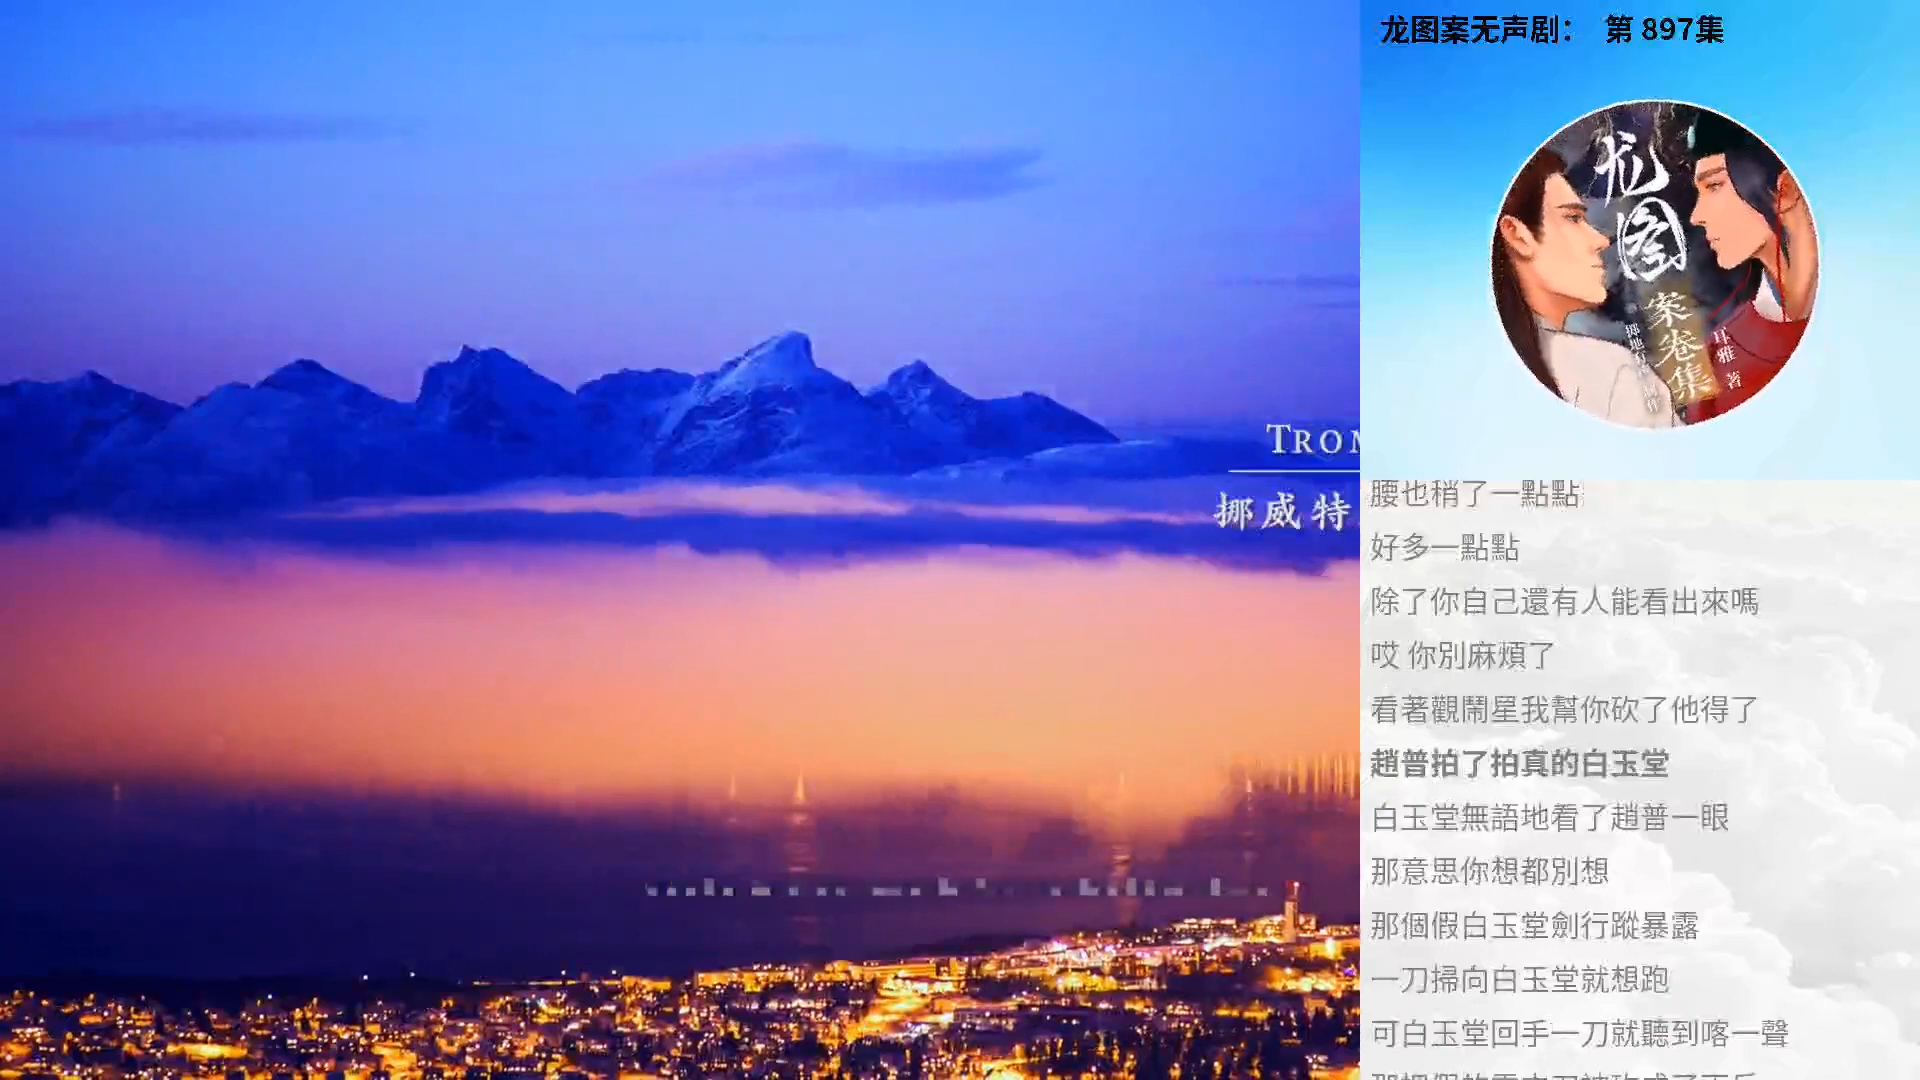 龙图案无声剧： 第 897集
龙图
案卷集
耳雅 著
TROM
挪威特
腰也稍了一點點
好多一點點
除了你自己還有人能看出來嗎
哎 你別麻煩了
看著觀鬧星我幫你砍了他得了
趙普拍了拍真的白玉堂
白玉堂無語地看了趙普一眼
那意思你想都別想
那個假白玉堂劍行蹤暴露
一刀掃向白玉堂就想跑
可白玉堂回手一刀就聽到喀一聲